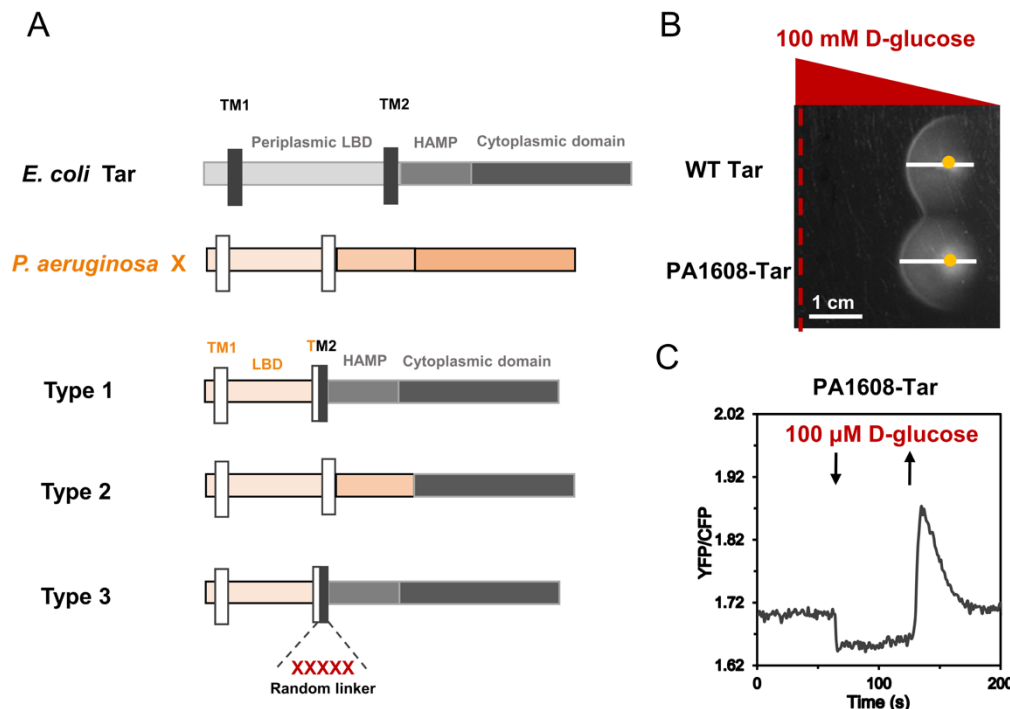 A
TM1
TM2
Periplasmic LBD
HAMP
Cytoplasmic domain
E. coli Tar
P. aeruginosa X
TM1
LBD
TM2
HAMP
Cytoplasmic domain
Type 1
Type 2
Type 3
XXXXX
Random linker
B
100 mM D-glucose
WT Tar
PA1608-Tar
1 cm
C
PA1608-Tar
100 µM D-glucose
2.02
1.92
1.82
1.72
1.62
YFP/CFP
0
100
200
Time (s)